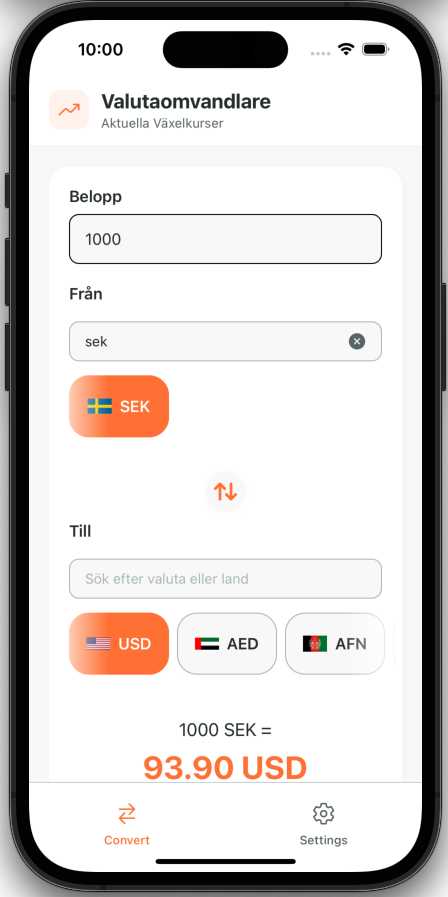 10:00
Valutaomvandlare
Aktuella Växelkurser
Belopp
1000
Från
sek
SEK
Till
Sök efter valuta eller land
USD AED AFN
1000 SEK =
93.90 USD
Convert Settings